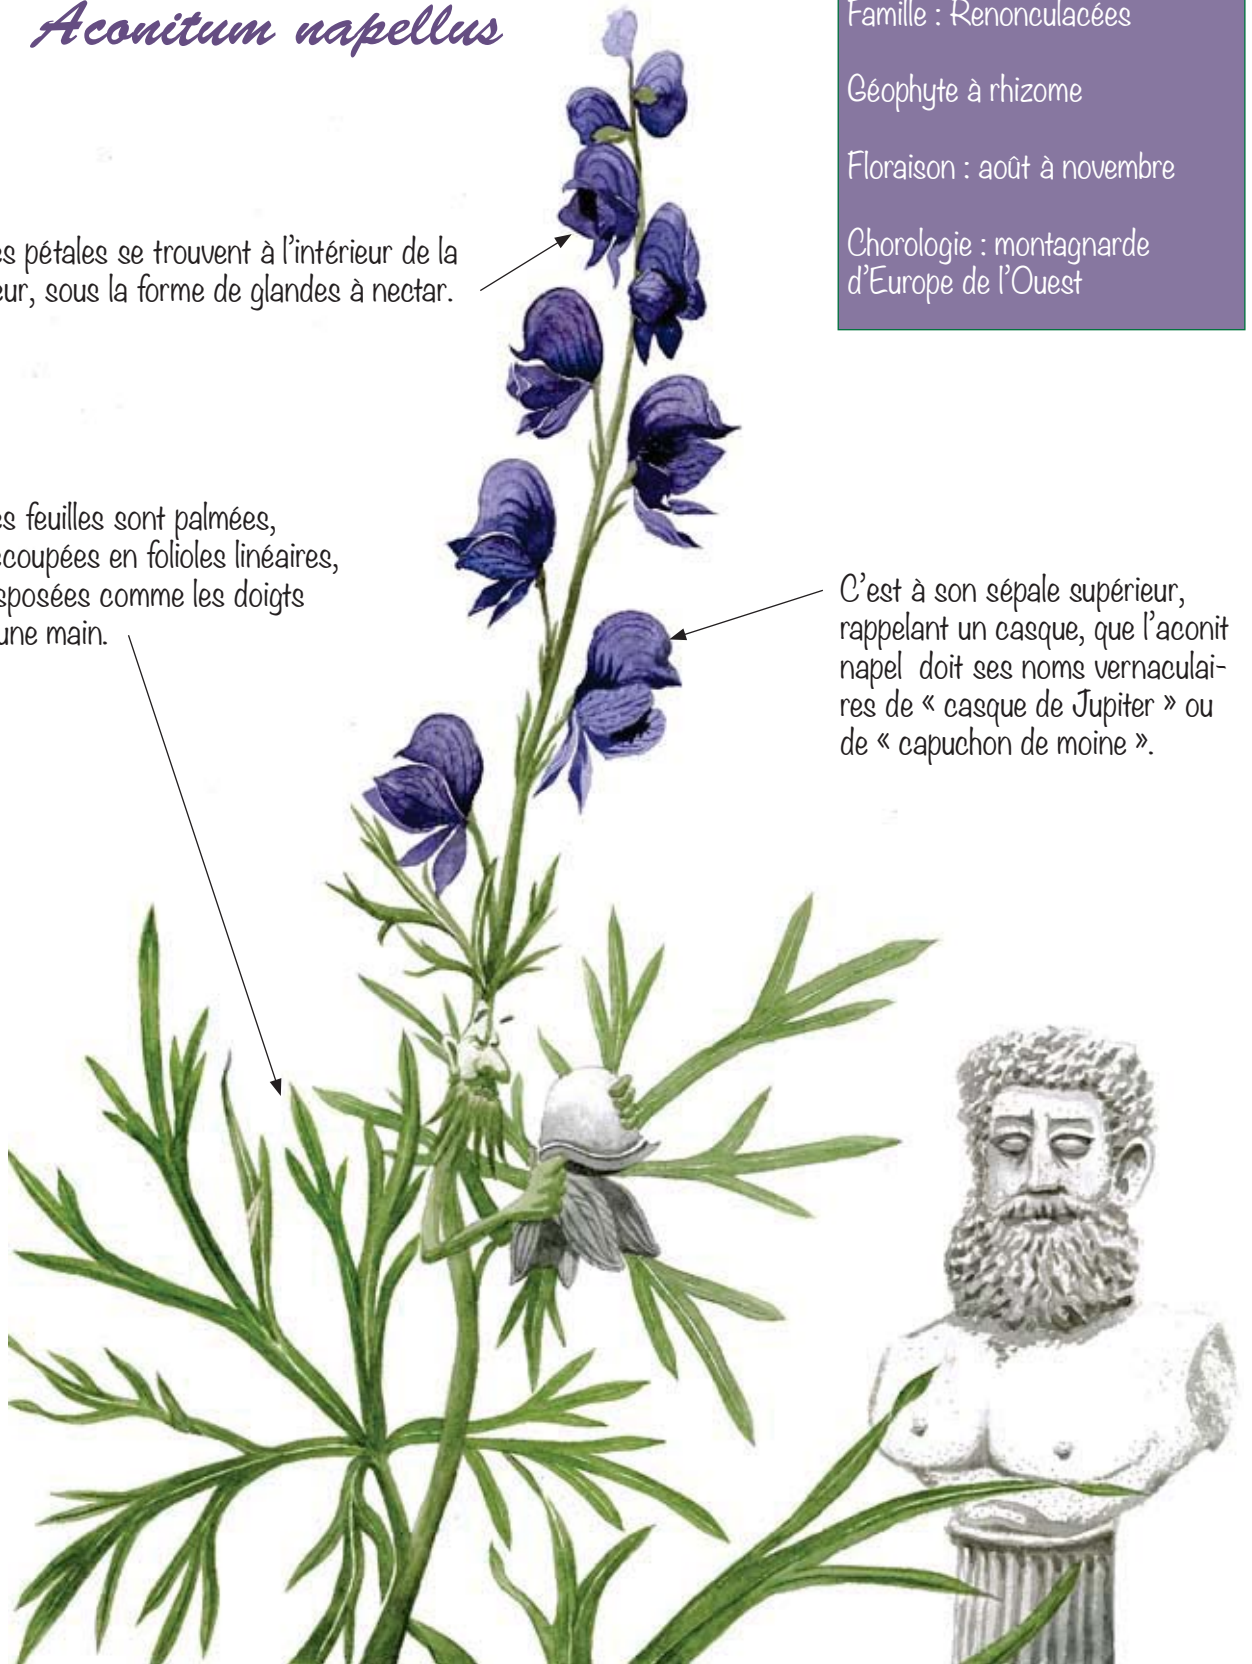 Aconitum napellus
Famille : Renonculacées
Géophyte à rhizome
Floraison : août à novembre
Chorologie : montagnarde
d'Europe de l'Ouest
es pétales se trouvent à l'intérieur de la
eur, sous la forme de glandes à nectar.
es feuilles sont palmées,
écoupées en folioles linéaires,
sposées comme les doigts
une main.
C'est à son sépale supérieur,
rappelant un casque, que l'aconit
napel doit ses noms vernaculai-
res de « casque de Jupiter » ou
de « capuchon de moine ».